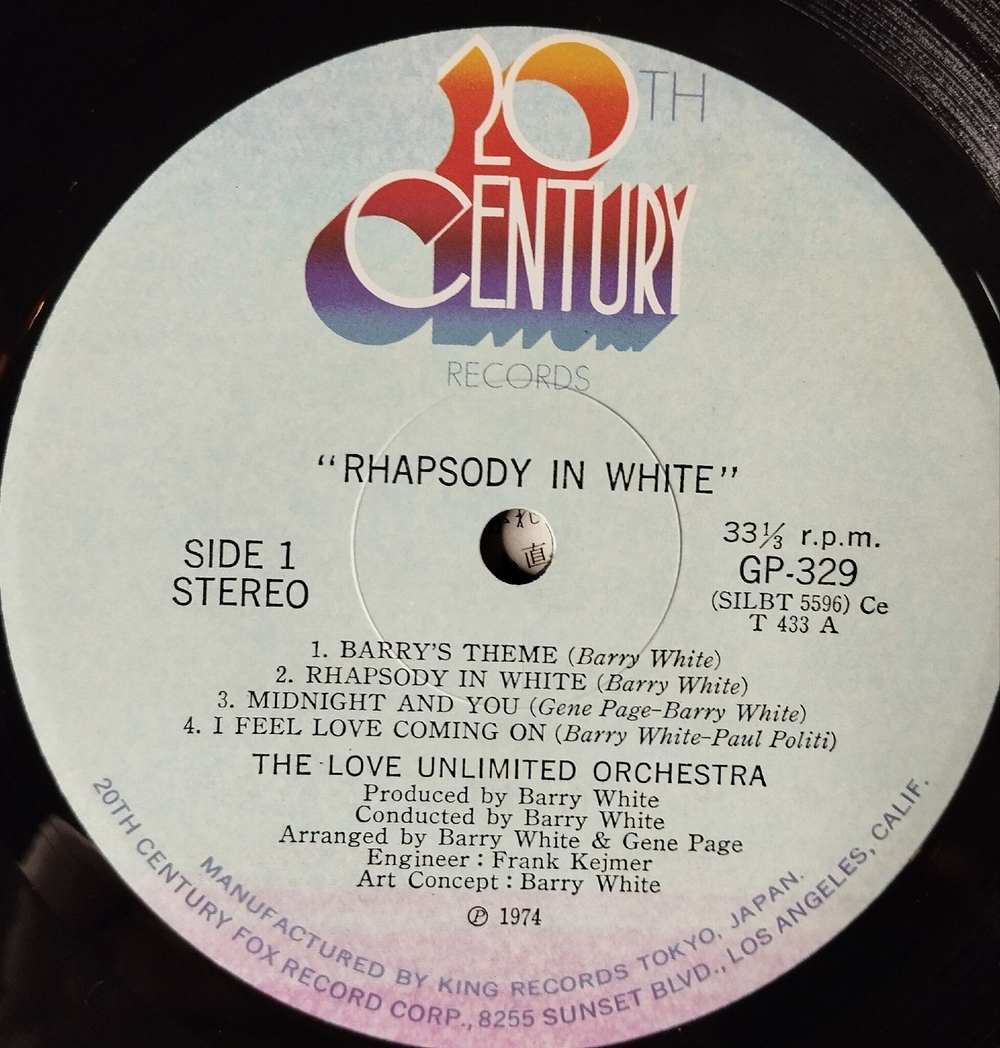 20TH
CENTURY
RECORDS
“RHAPSODY IN WHITE”
SIDE 1
STEREO
33⅓ r.p.m.
GP-329
(SILBT 5596) Ce
T 433 A
1. BARRY'S THEME (Barry White)
2. RHAPSODY IN WHITE (Barry White)
3. MIDNIGHT AND YOU (Gene Page-Barry White)
4. I FEEL LOVE COMING ON (Barry White-Paul Politi)
THE LOVE UNLIMITED ORCHESTRA
Produced by Barry White
Conducted by Barry White
Arranged by Barry White & Gene Page
Engineer : Frank Kejmer
Art Concept : Barry White
Ⓟ 1974
MANUFACTURED BY KING RECORDS TOKYO, JAPAN.
20TH CENTURY FOX RECORD CORP., 8255 SUNSET BLVD., LOS ANGELES, CALIF.
直